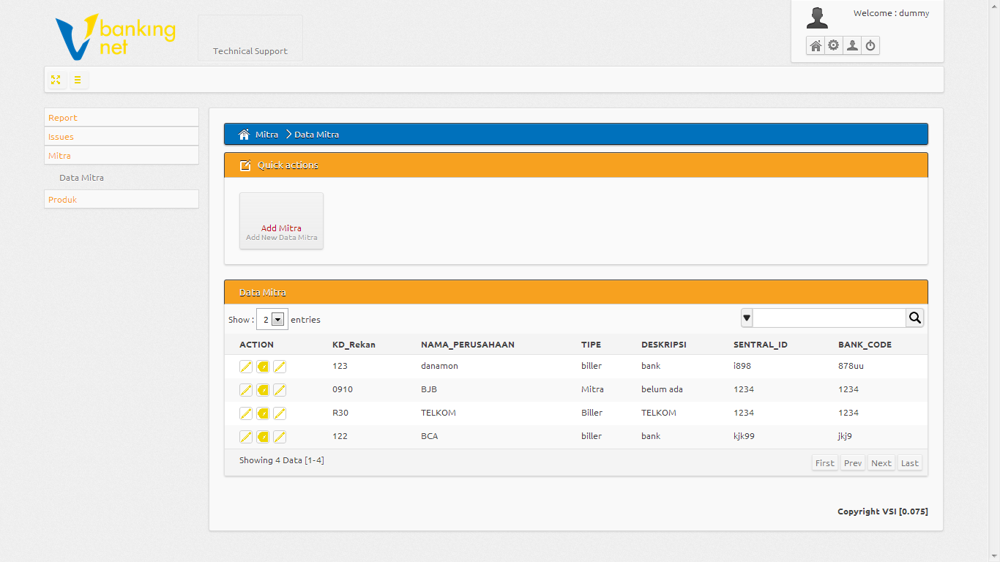 banking
net
Technical Support
Welcome : dummy
Report
Issues
Mitra
Data Mitra
Produk
Mitra Data Mitra
Quick actions
Add Mitra
Add New Data Mitra
Data Mitra
Show : 2 entries
ACTION KD_Rekan NAMA_PERUSAHAAN TIPE DESKRIPSI SENTRAL_ID BANK_CODE
123 danamon biller bank i898 878uu
0910 BJB Mitra belum ada 1234 1234
R30 TELKOM Biller TELKOM 1234 1234
122 BCA biller bank kjk99 jkj9
Showing 4 Data [1-4]
First Prev Next Last
Copyright VSI [0.075]